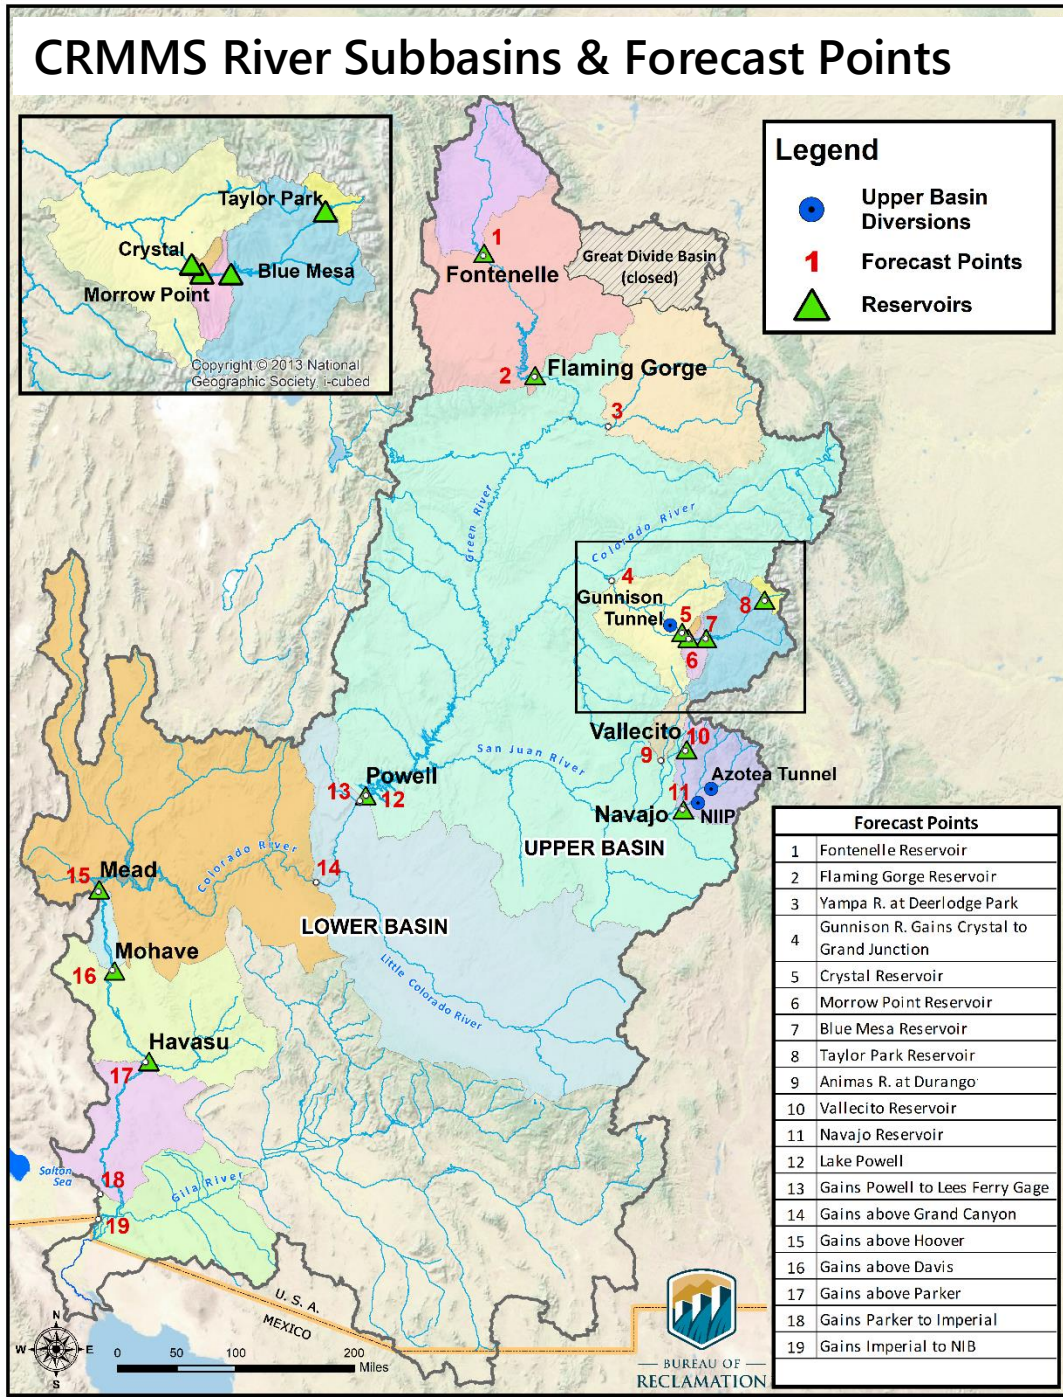 CRMMS River Subbasins & Forecast Points
Taylor Park
Crystal
Blue Mesa
Morrow Point
Copyright © 2013 National
Geographic Society, i-cubed
Legend
Upper Basin
Diversions
1 Forecast Points
Reservoirs
1
Fontenelle
Great Divide Basin
(closed)
2
Flaming Gorge
3
Green River
Colorado River
4
Gunnison
Tunnel
5
6
7
8
Vallecito
9
10
San Juan River
Azotea Tunnel
Powell
13
12
11
Navajo
NIIP
UPPER BASIN
Mead
15
Colorado River
14
LOWER BASIN
Mohave
16
Little Colorado River
Havasu
17
Salton
Sea
18
Gila River
19
U. S. A.
MEXICO
N
W
E
S
0 50 100 200
Miles
BUREAU OF
RECLAMATION
Forecast Points
1 Fontenelle Reservoir
2 Flaming Gorge Reservoir
3 Yampa R. at Deerlodge Park
4 Gunnison R. Gains Crystal to
Grand Junction
5 Crystal Reservoir
6 Morrow Point Reservoir
7 Blue Mesa Reservoir
8 Taylor Park Reservoir
9 Animas R. at Durango
10 Vallecito Reservoir
11 Navajo Reservoir
12 Lake Powell
13 Gains Powell to Lees Ferry Gage
14 Gains above Grand Canyon
15 Gains above Hoover
16 Gains above Davis
17 Gains above Parker
18 Gains Parker to Imperial
19 Gains Imperial to NIB